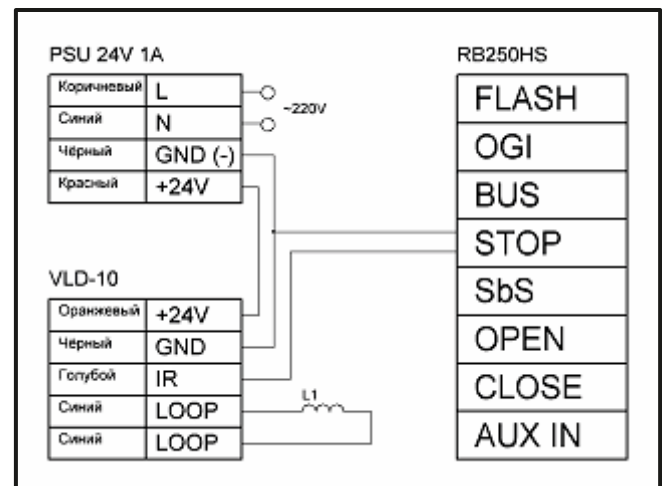 PSU 24V 1A
Коричневый L
Синий N
Чёрный GND (-)
Красный +24V
~220V
VLD-10
Оранжевый +24V
Чёрный GND
Голубой IR
Синий LOOP
Синий LOOP
L1
RB250HS
FLASH
OGI
BUS
STOP
SbS
OPEN
CLOSE
AUX IN